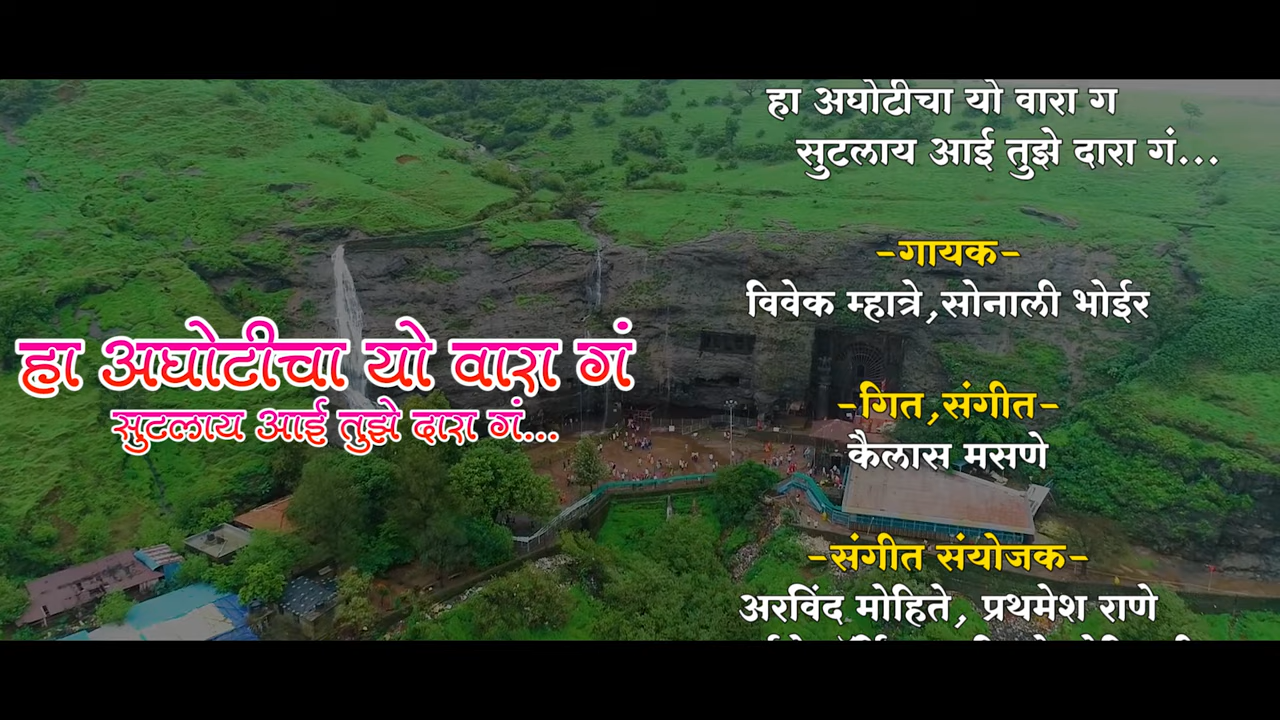 हा अघोटीचा यो वारा गं
सुटलाय आई तुझे दारा गं...
हा अघोटीचा यो वारा ग
सुटलाय आई तुझे दारा गं...
-गायक-
विवेक म्हात्रे,सोनाली भोईर
-गित,संगीत-
कैलास मसणे
-संगीत संयोजक-
अरविंद मोहिते, प्रथमेश राणे